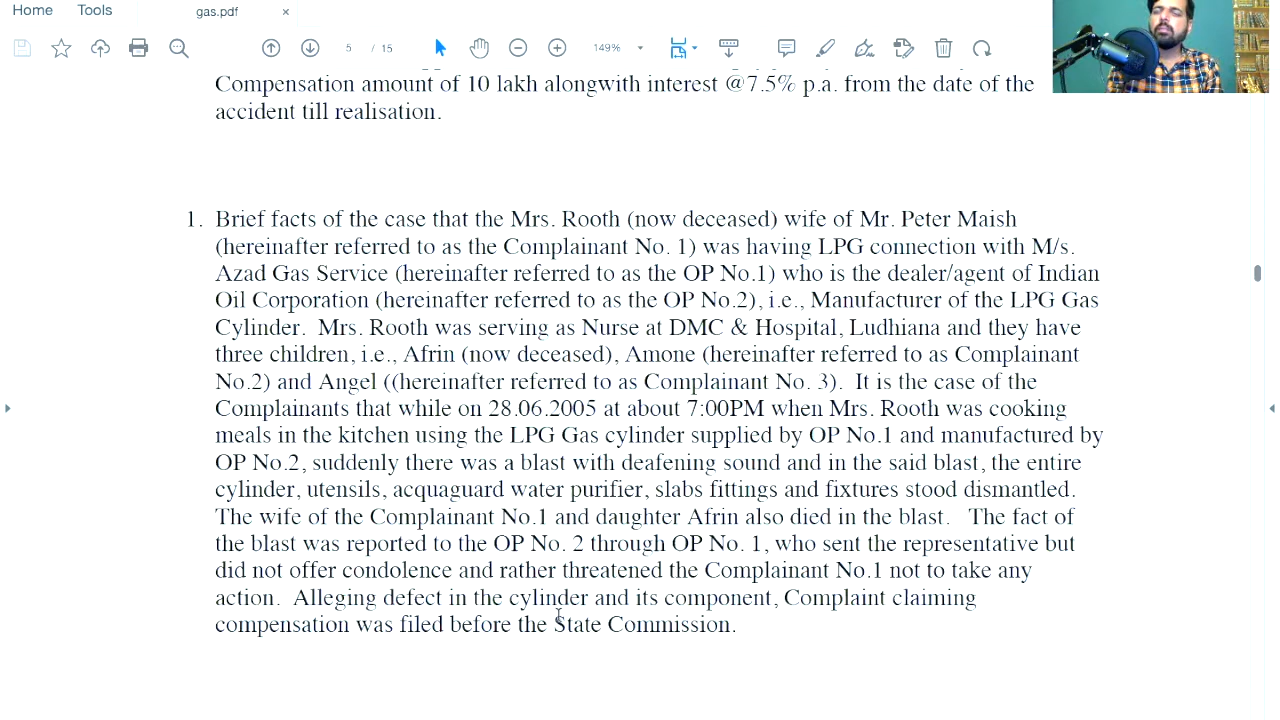 Home Tools gas.pdf ×
5 / 15 149%
Compensation amount of 10 lakh alongwith interest @7.5% p.a. from the date of the
accident till realisation.
1. Brief facts of the case that the Mrs. Rooth (now deceased) wife of Mr. Peter Maish
(hereinafter referred to as the Complainant No. 1) was having LPG connection with M/s.
Azad Gas Service (hereinafter referred to as the OP No.1) who is the dealer/agent of Indian
Oil Corporation (hereinafter referred to as the OP No.2), i.e., Manufacturer of the LPG Gas
Cylinder. Mrs. Rooth was serving as Nurse at DMC & Hospital, Ludhiana and they have
three children, i.e., Afrin (now deceased), Amone (hereinafter referred to as Complainant
No.2) and Angel ((hereinafter referred to as Complainant No. 3). It is the case of the
Complainants that while on 28.06.2005 at about 7:00PM when Mrs. Rooth was cooking
meals in the kitchen using the LPG Gas cylinder supplied by OP No.1 and manufactured by
OP No.2, suddenly there was a blast with deafening sound and in the said blast, the entire
cylinder, utensils, acquaguard water purifier, slabs fittings and fixtures stood dismantled.
The wife of the Complainant No.1 and daughter Afrin also died in the blast. The fact of
the blast was reported to the OP No. 2 through OP No. 1, who sent the representative but
did not offer condolence and rather threatened the Complainant No.1 not to take any
action. Alleging defect in the cylinder and its component, Complaint claiming
compensation was filed before the State Commission.